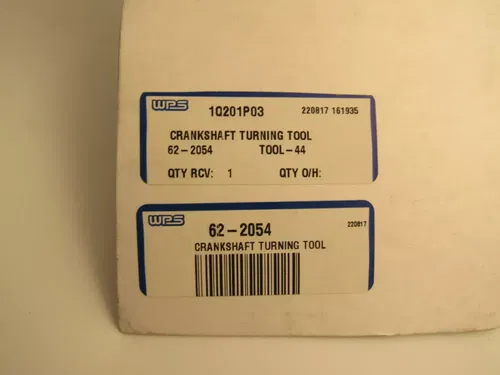 WPS 1Q201P03 220817 161935
CRANKSHAFT TURNING TOOL
62-2054 TOOL-44
QTY RCV: 1 QTY O/H:
WPS 62-2054 220817
CRANKSHAFT TURNING TOOL